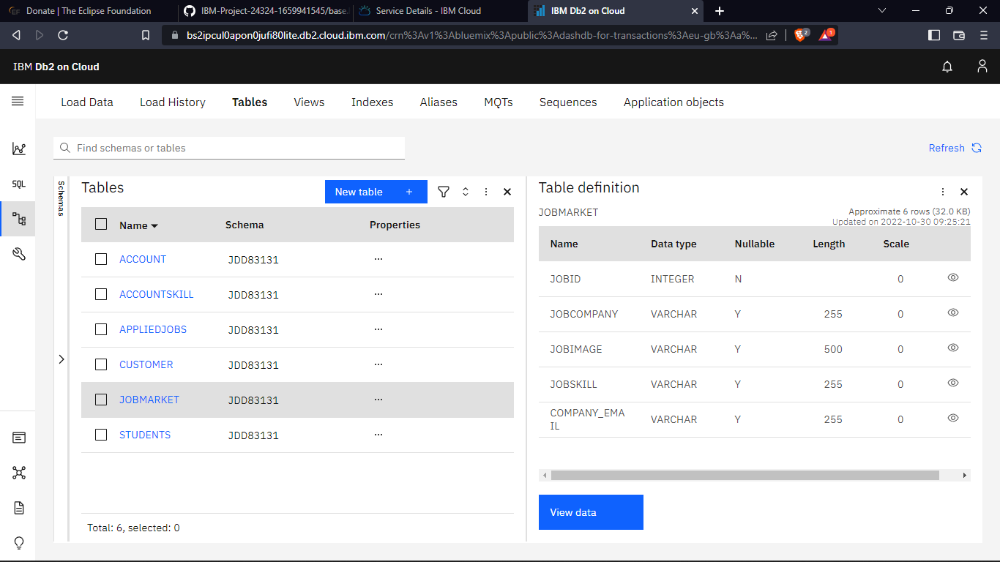 Donate | The Eclipse Foundation
IBM-Project-24324-1659941545/base.
Service Details - IBM Cloud
IBM Db2 on Cloud
bs2ipcul0apon0jufi80lite.db2.cloud.ibm.com/crn%3Av1%3Abluemix%3Apublic%3Adashdb-for-transactions%3Aeu-gb%3Aa%...
2
1
IBM Db2 on Cloud
Load Data
Load History
Tables
Views
Indexes
Aliases
MQTs
Sequences
Application objects
Find schemas or tables
Refresh
SQL
Schemas
Tables
New table +
Name Schema Properties
ACCOUNT JDD83131 ...
ACCOUNTSKILL JDD83131 ...
APPLIEDJOBS JDD83131 ...
CUSTOMER JDD83131 ...
JOBMARKET JDD83131 ...
STUDENTS JDD83131 ...
Total: 6, selected: 0
Table definition
JOBMARKET
Approximate 6 rows (32.0 KB)
Updated on 2022-10-30 09:25:21
Name Data type Nullable Length Scale
JOBID INTEGER N 0
JOBCOMPANY VARCHAR Y 255 0
JOBIMAGE VARCHAR Y 500 0
JOBSKILL VARCHAR Y 255 0
COMPANY_EMA
IL VARCHAR Y 255 0
View data